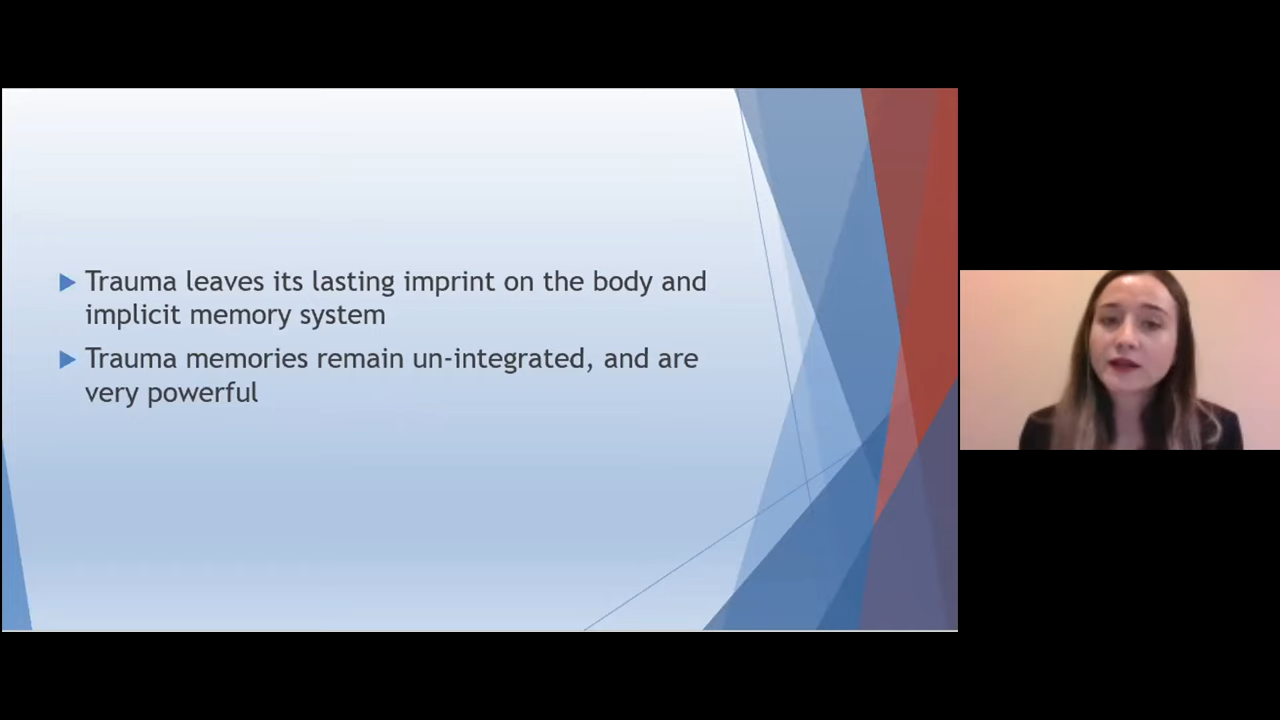 Trauma leaves its lasting imprint on the body and
implicit memory system
Trauma memories remain un-integrated, and are
very powerful